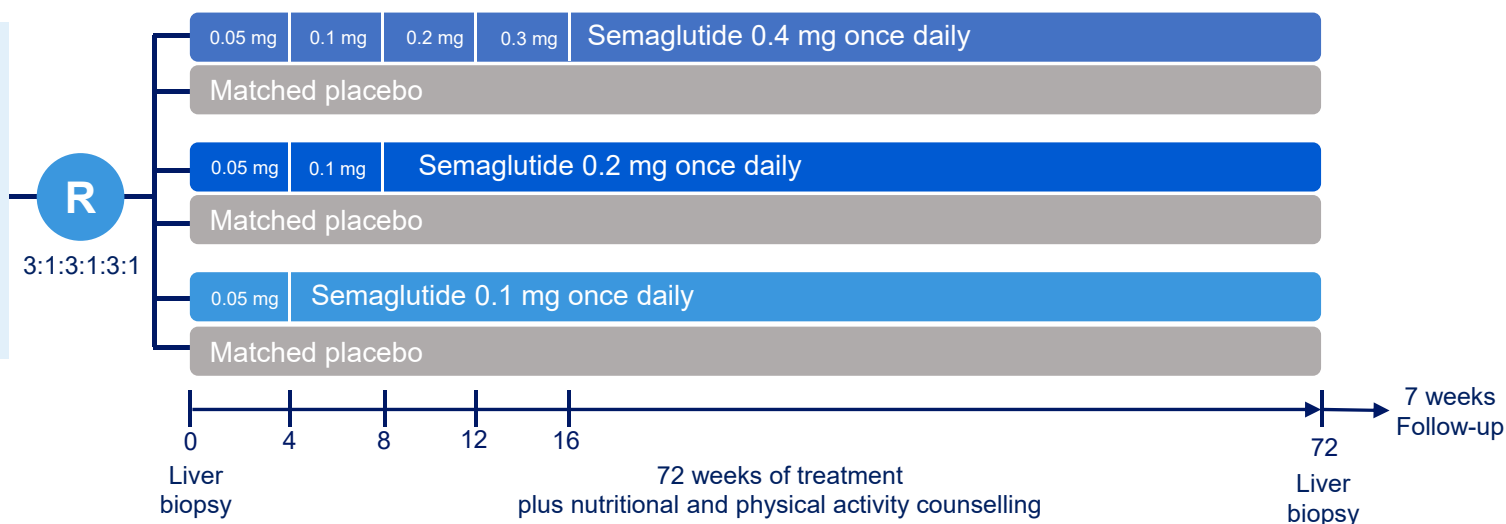 0.05 mg 0.1 mg 0.2 mg 0.3 mg Semaglutide 0.4 mg once daily
Matched placebo
0.05 mg 0.1 mg Semaglutide 0.2 mg once daily
R
Matched placebo
3:1:3:1:3:1
0.05 mg Semaglutide 0.1 mg once daily
Matched placebo
0 4 8 12 16 72
7 weeks
Follow-up
Liver
biopsy
72 weeks of treatment
plus nutritional and physical activity counselling
Liver
biopsy